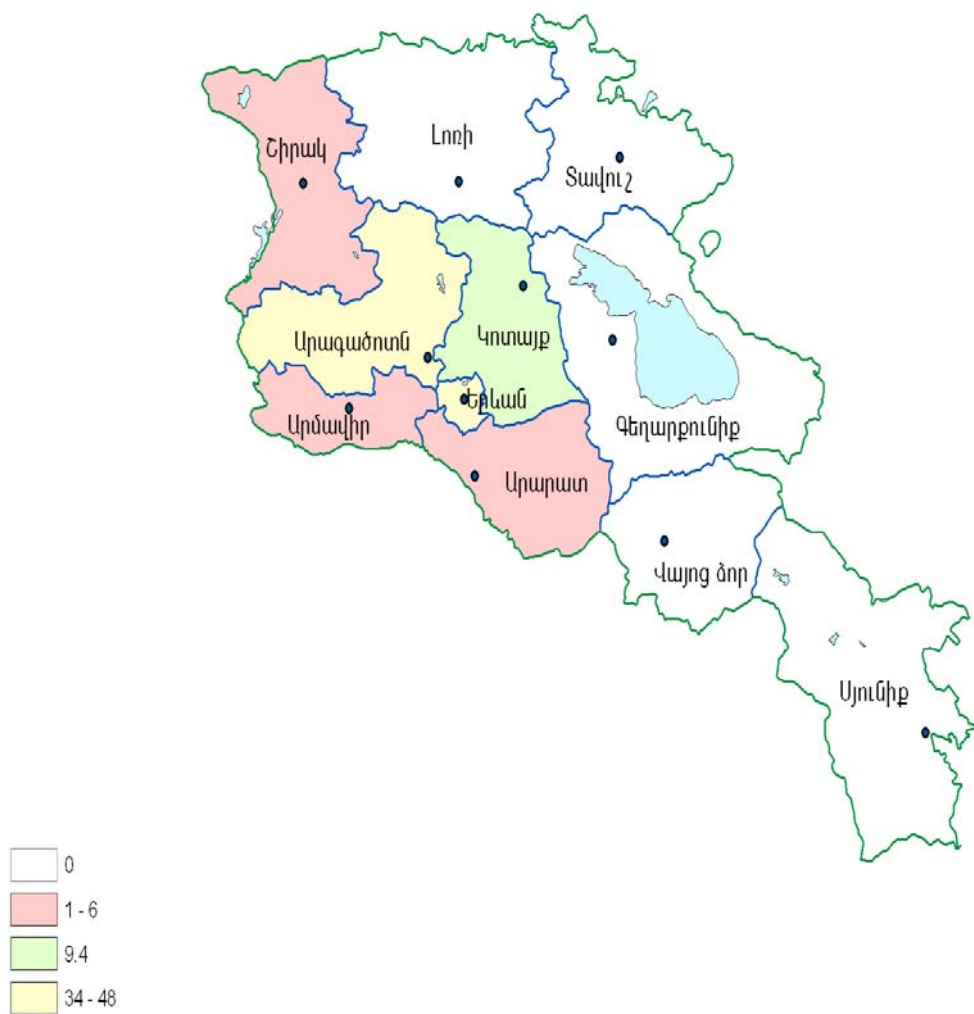 Շիրակ
Լոռի
Տավուշ
Արագածոտն
Կոտայք
Երևան
Արմավիր
Գեղարքունիք
Արարատ
Վայոց ձոր
Սյունիք
0
1 - 6
9.4
34 - 48